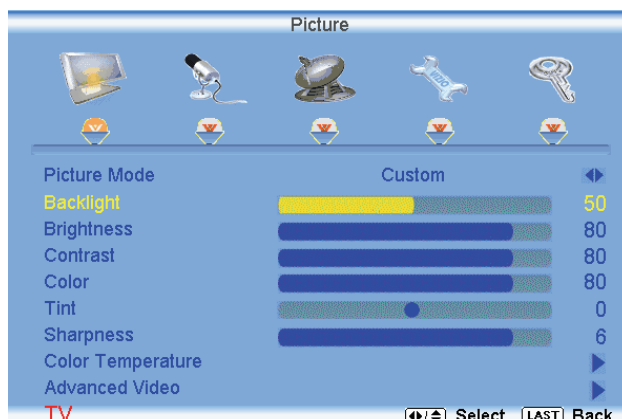 Picture
VIZIO
Picture Mode Custom
Backlight 50
Brightness 80
Contrast 80
Color 80
Tint 0
Sharpness 6
Color Temperature
Advanced Video
TV Select LAST Back